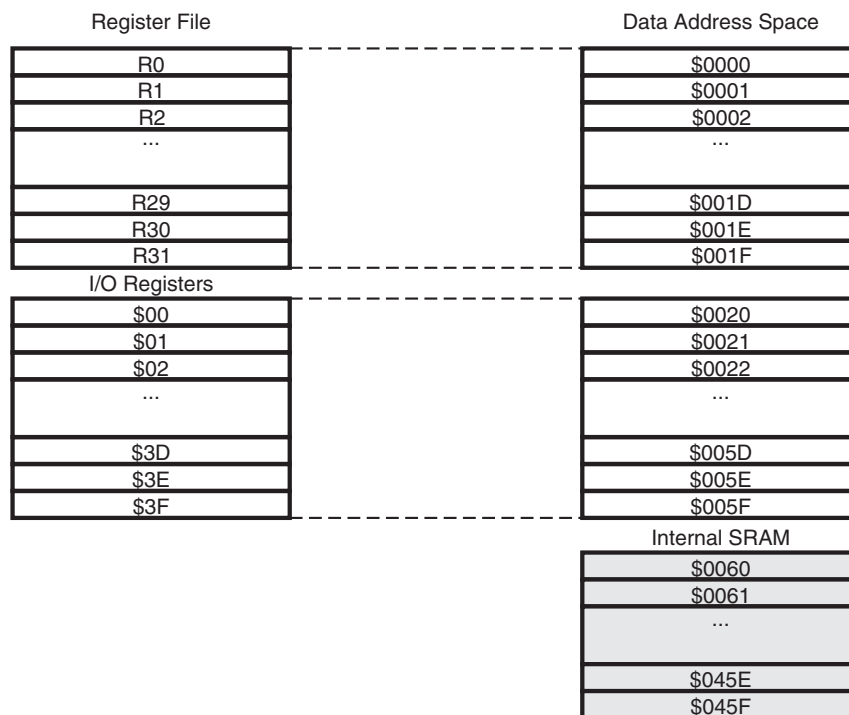 Register File Data Address Space
R0 $0000
R1 $0001
R2 $0002
... ...
R29 $001D
R30 $001E
R31 $001F
I/O Registers
$00 $0020
$01 $0021
$02 $0022
... ...
$3D $005D
$3E $005E
$3F $005F
Internal SRAM
$0060
$0061
...
$045E
$045F